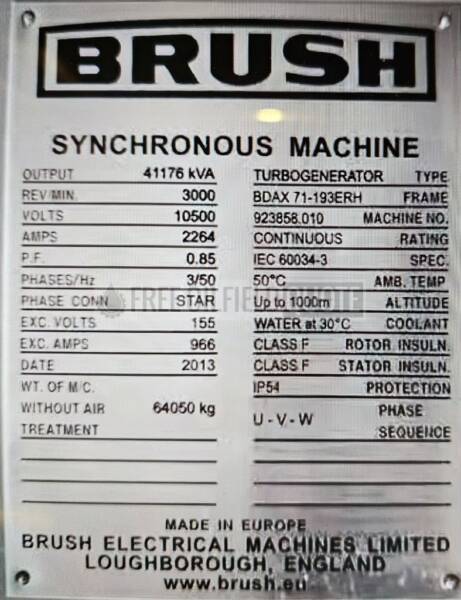 BRUSH
SYNCHRONOUS MACHINE
OUTPUT 41176 kVA TURBOGENERATOR TYPE
REV/MIN. 3000 BDAX 71-193ERH FRAME
VOLTS 10500 923858.010 MACHINE NO.
AMPS 2264 CONTINUOUS RATING
P.F. 0.85 IEC 60034-3 SPEC.
PHASES/Hz 3/50 50°C AMB. TEMP
PHASE CONN. STAR Up to 1000m ALTITUDE
EXC. VOLTS 155 WATER at 30°C COOLANT
EXC. AMPS 966 CLASS F ROTOR INSULN.
DATE 2013 CLASS F STATOR INSULN.
WT. OF M/C. IP54 PROTECTION
WITHOUT AIR 64050 kg U - V - W PHASE
TREATMENT SEQUENCE
MADE IN EUROPE
BRUSH ELECTRICAL MACHINES LIMITED
LOUGHBOROUGH, ENGLAND
www.brush.eu